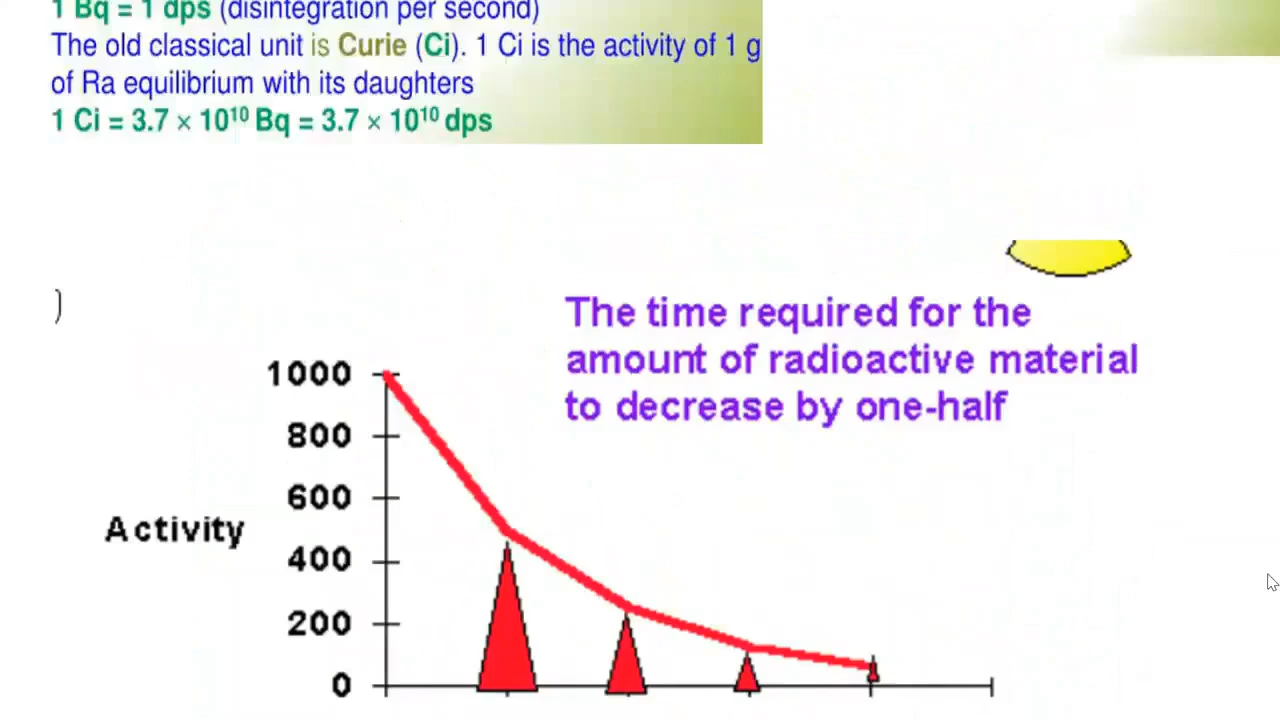 1 Bq = 1 dps (disintegration per second)
The old classical unit is Curie (Ci). 1 Ci is the activity of 1 g
of Ra equilibrium with its daughters
1 Ci = 3.7 × 10¹⁰ Bq = 3.7 × 10¹⁰ dps
)
The time required for the
amount of radioactive material
to decrease by one-half
1000
800
600
Activity
400
200
0